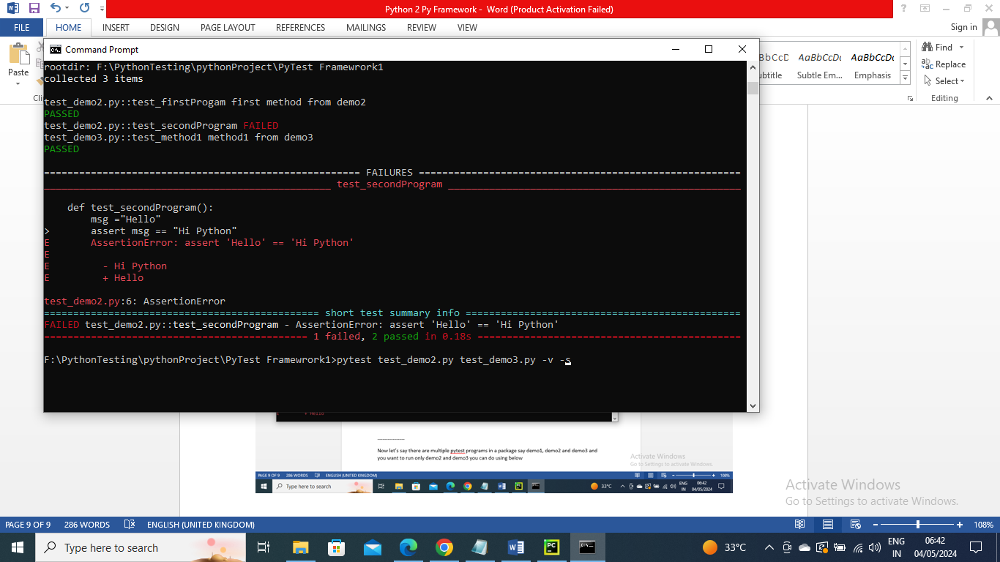 Python 2 Py Framework - Word (Product Activation Failed)
FILE HOME INSERT DESIGN PAGE LAYOUT REFERENCES MAILINGS REVIEW VIEW Sign in
Paste
Command Prompt
BbCcD AaBbCcDc AaBbCcDc
ubtitle Subtle Em... Emphasis
Find
Replace
Select
Editing
rootdir: F:\PythonTesting\pythonProject\PyTest Framewrork1
collected 3 items
test_demo2.py::test_firstProgam first method from demo2
PASSED
test_demo2.py::test_secondProgram FAILED
test_demo3.py::test_method1 method1 from demo3
PASSED
======================================================= FAILURES =======================================================
_________________________________________________ test_secondProgram __________________________________________________
def test_secondProgram():
msg ="Hello"
> assert msg == "Hi Python"
E AssertionError: assert 'Hello' == 'Hi Python'
E
E - Hi Python
E + Hello
test_demo2.py:6: AssertionError
=============================================== short test summary info ===============================================
FAILED test_demo2.py::test_secondProgram - AssertionError: assert 'Hello' == 'Hi Python'
============================================= 1 failed, 2 passed in 0.18s =============================================
F:\PythonTesting\pythonProject\PyTest Framewrork1>pytest test_demo2.py test_demo3.py -v -s
E + Hello
----------------
Now let's say there are multiple pytest programs in a package say demo1, demo2 and demo3 and
you want to run only demo2 and demo3 you can do using below
Activate Windows
Go to Settings to activate Windows.
PAGE 9 OF 9 286 WORDS ENGLISH (UNITED KINGDOM) 100%
Type here to search 33°C ENG IN 06:42 04/05/2024
Activate Windows
Go to Settings to activate Windows.
PAGE 9 OF 9 286 WORDS ENGLISH (UNITED KINGDOM) 108%
Type here to search 33°C ENG IN 06:42 04/05/2024